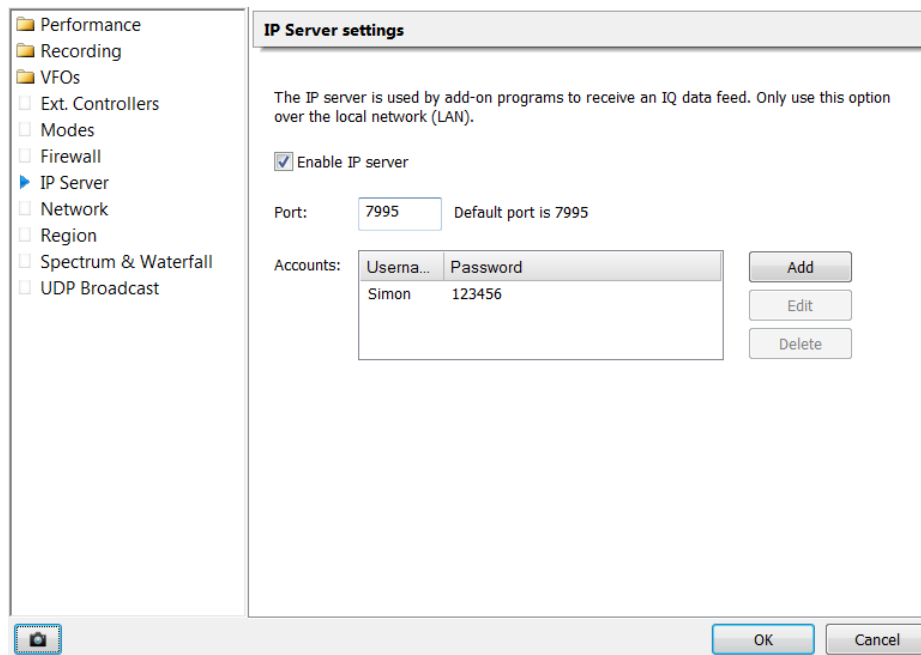 Performance
Recording
VFOs
Ext. Controllers
Modes
Firewall
IP Server
Network
Region
Spectrum & Waterfall
UDP Broadcast
IP Server settings
The IP server is used by add-on programs to receive an IQ data feed. Only use this option
over the local network (LAN).
Enable IP server
Port: 7995 Default port is 7995
Accounts: Userna... Password
Simon 123456
Add
Edit
Delete
OK Cancel